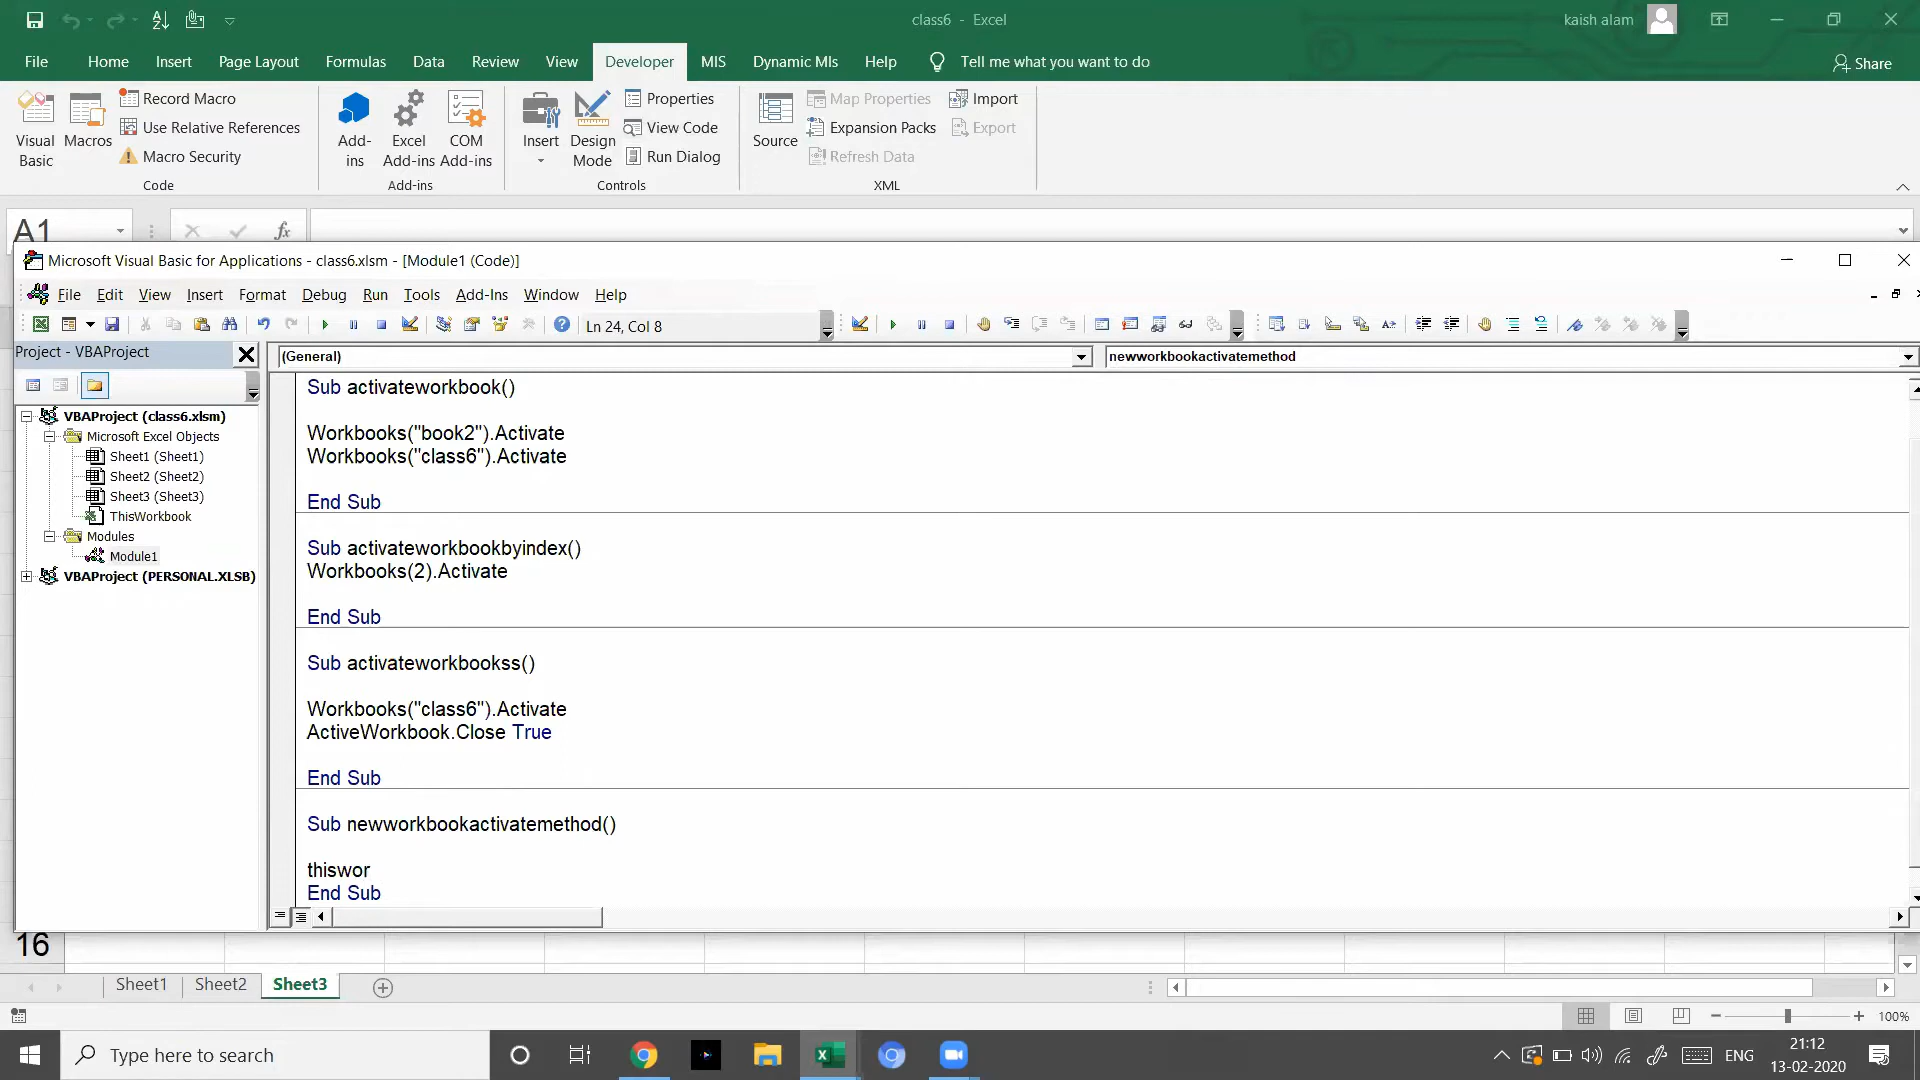 class6 - Excel
kaish alam
File Home Insert Page Layout Formulas Data Review View Developer MIS Dynamic MIs Help Tell me what you want to do Share
Visual Basic
Macros
Record Macro
Use Relative References
Macro Security
Code
Add-ins
Excel Add-ins
COM Add-ins
Add-ins
Insert
Design Mode
Properties
View Code
Run Dialog
Controls
Source
Map Properties
Expansion Packs
Refresh Data
Import
Export
XML
A1
fx
Microsoft Visual Basic for Applications - class6.xlsm - [Module1 (Code)]
File Edit View Insert Format Debug Run Tools Add-Ins Window Help
Ln 24, Col 8
Project - VBAProject
(General)
newworkbookactivatemethod
VBAProject (class6.xlsm)
Microsoft Excel Objects
Sheet1 (Sheet1)
Sheet2 (Sheet2)
Sheet3 (Sheet3)
ThisWorkbook
Modules
Module1
VBAProject (PERSONAL.XLSB)
Sub activateworkbook()
Workbooks("book2").Activate
Workbooks("class6").Activate
End Sub
Sub activateworkbookbyindex()
Workbooks(2).Activate
End Sub
Sub activateworkbookss()
Workbooks("class6").Activate
ActiveWorkbook.Close True
End Sub
Sub newworkbookactivatemethod()
thiswor
End Sub
16
Sheet1 Sheet2 Sheet3
100%
Type here to search
ENG
21:12
13-02-2020